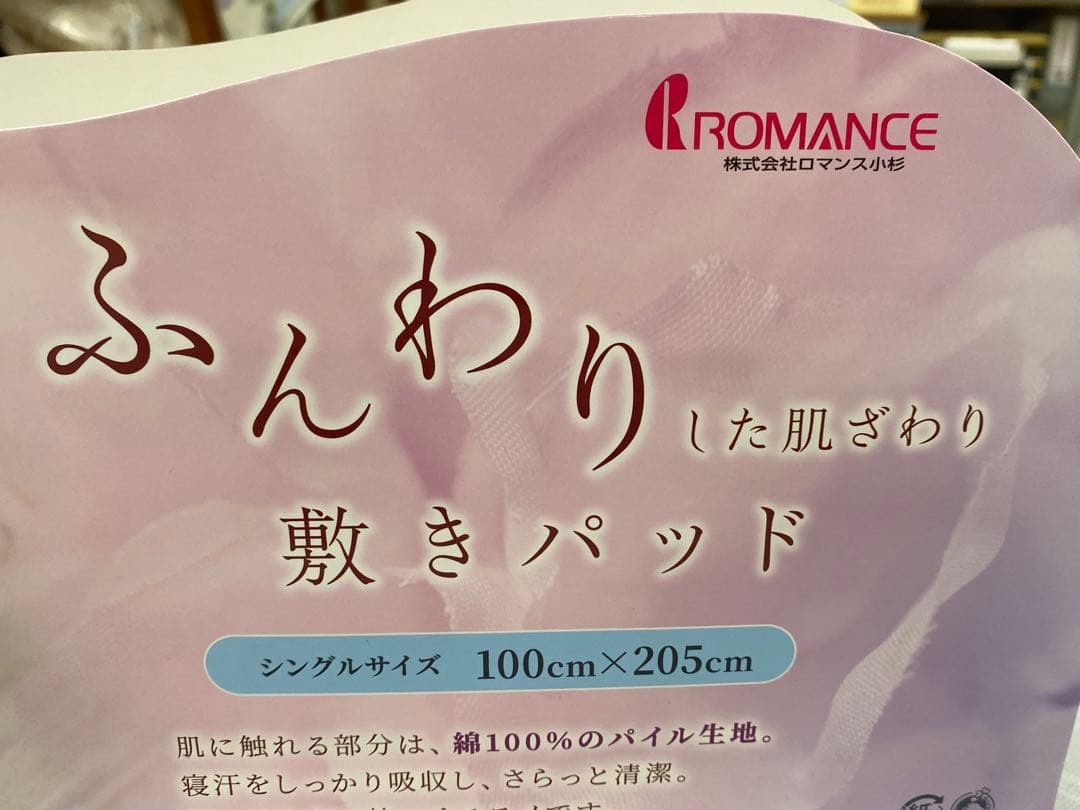 ROMANCE
株式会社ロマンス小杉
ふんわりした肌ざわり
敷きパッド
シングルサイズ 100cm×205cm
肌に触れる部分は、綿100%のパイル生地。
寝汗をしっかり吸収し、さらっと清潔。